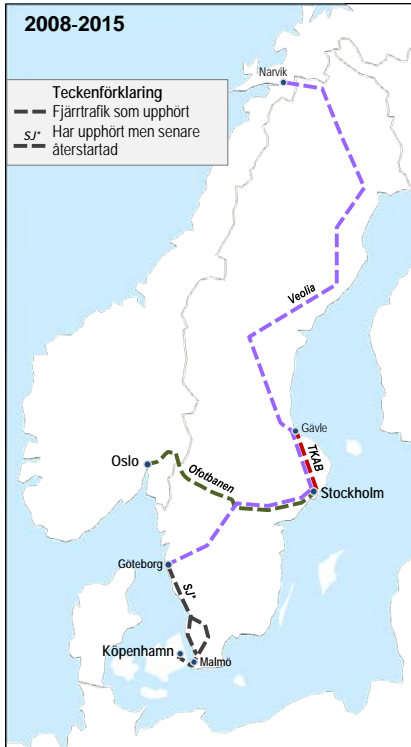 2008-2015
Narvik
Teckenförklaring
Fjärrtrafik som upphört
SJ* Har upphört men senare
återstartad
Veolia
Gävle
TKAB
Oslo
Ofotbanen
Stockholm
Göteborg
SJ*
Köpenhamn
Malmö